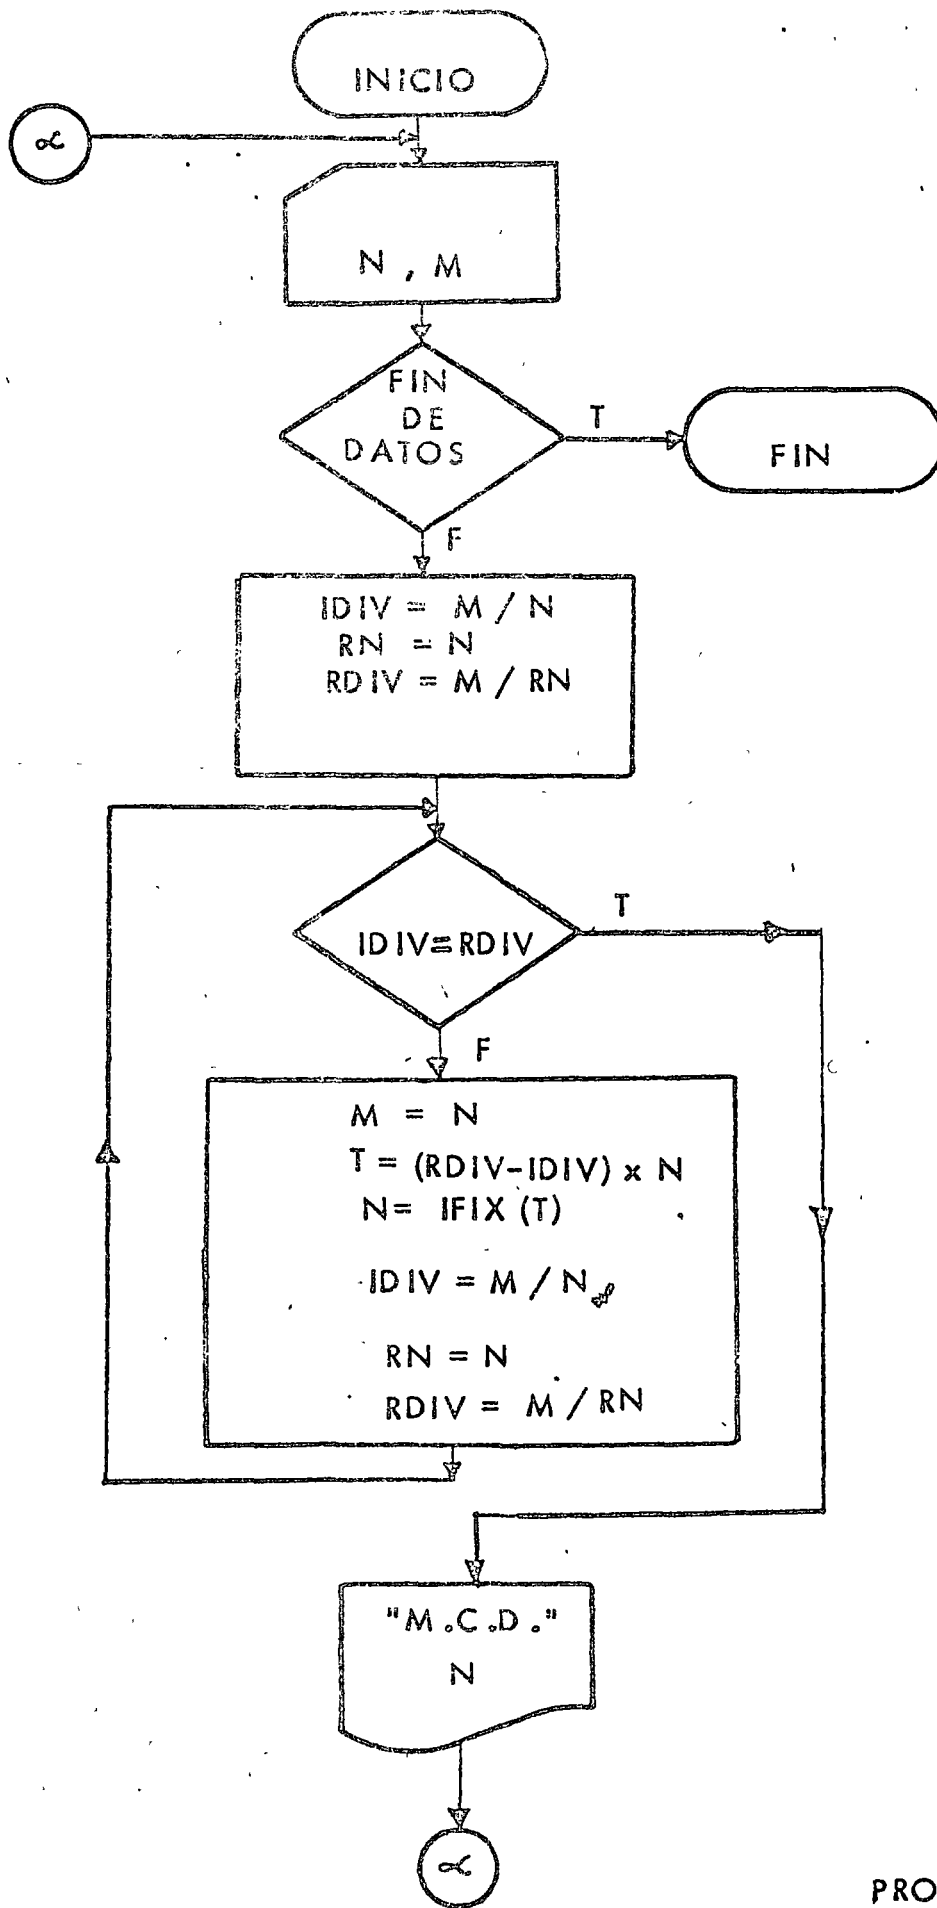 INICIO
∝
N , M
FIN
DE
DATOS
T
FIN
F
IDIV = M / N
RN = N
RDIV = M / RN
IDIV=RDIV
T
F
M = N
T = (RDIV-IDIV) x N
N= IFIX (T)
IDIV = M / N
RN = N
RDIV = M / RN
"M.C.D."
N
∝
PRO